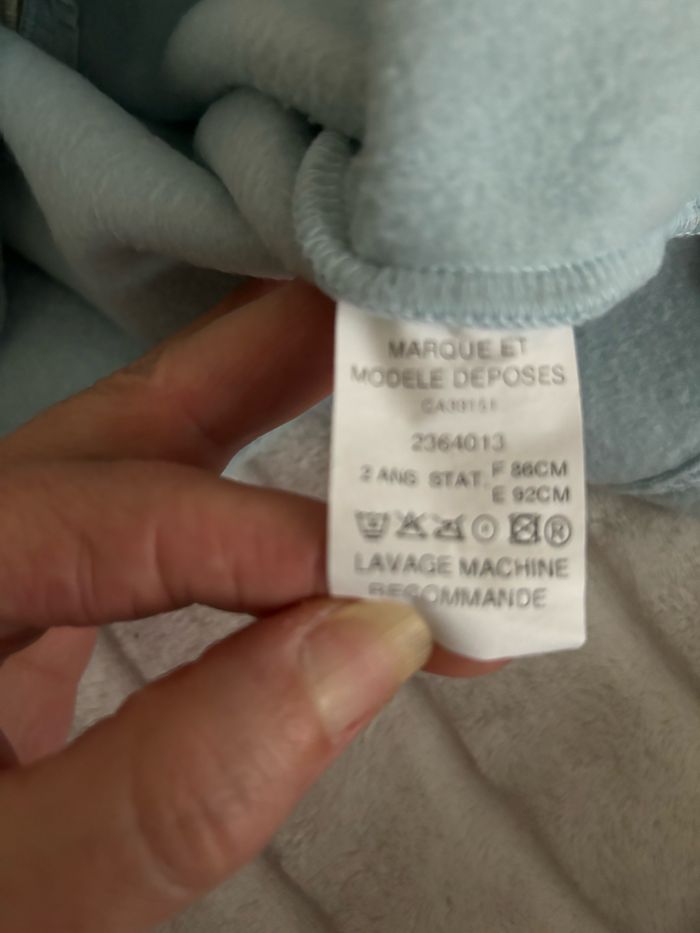 MARQUE ET
MODELE DEPOSES
2364013
2 ANS STAT. F 86CM
E 92CM
LAVAGE MACHINE
RECOMMANDE